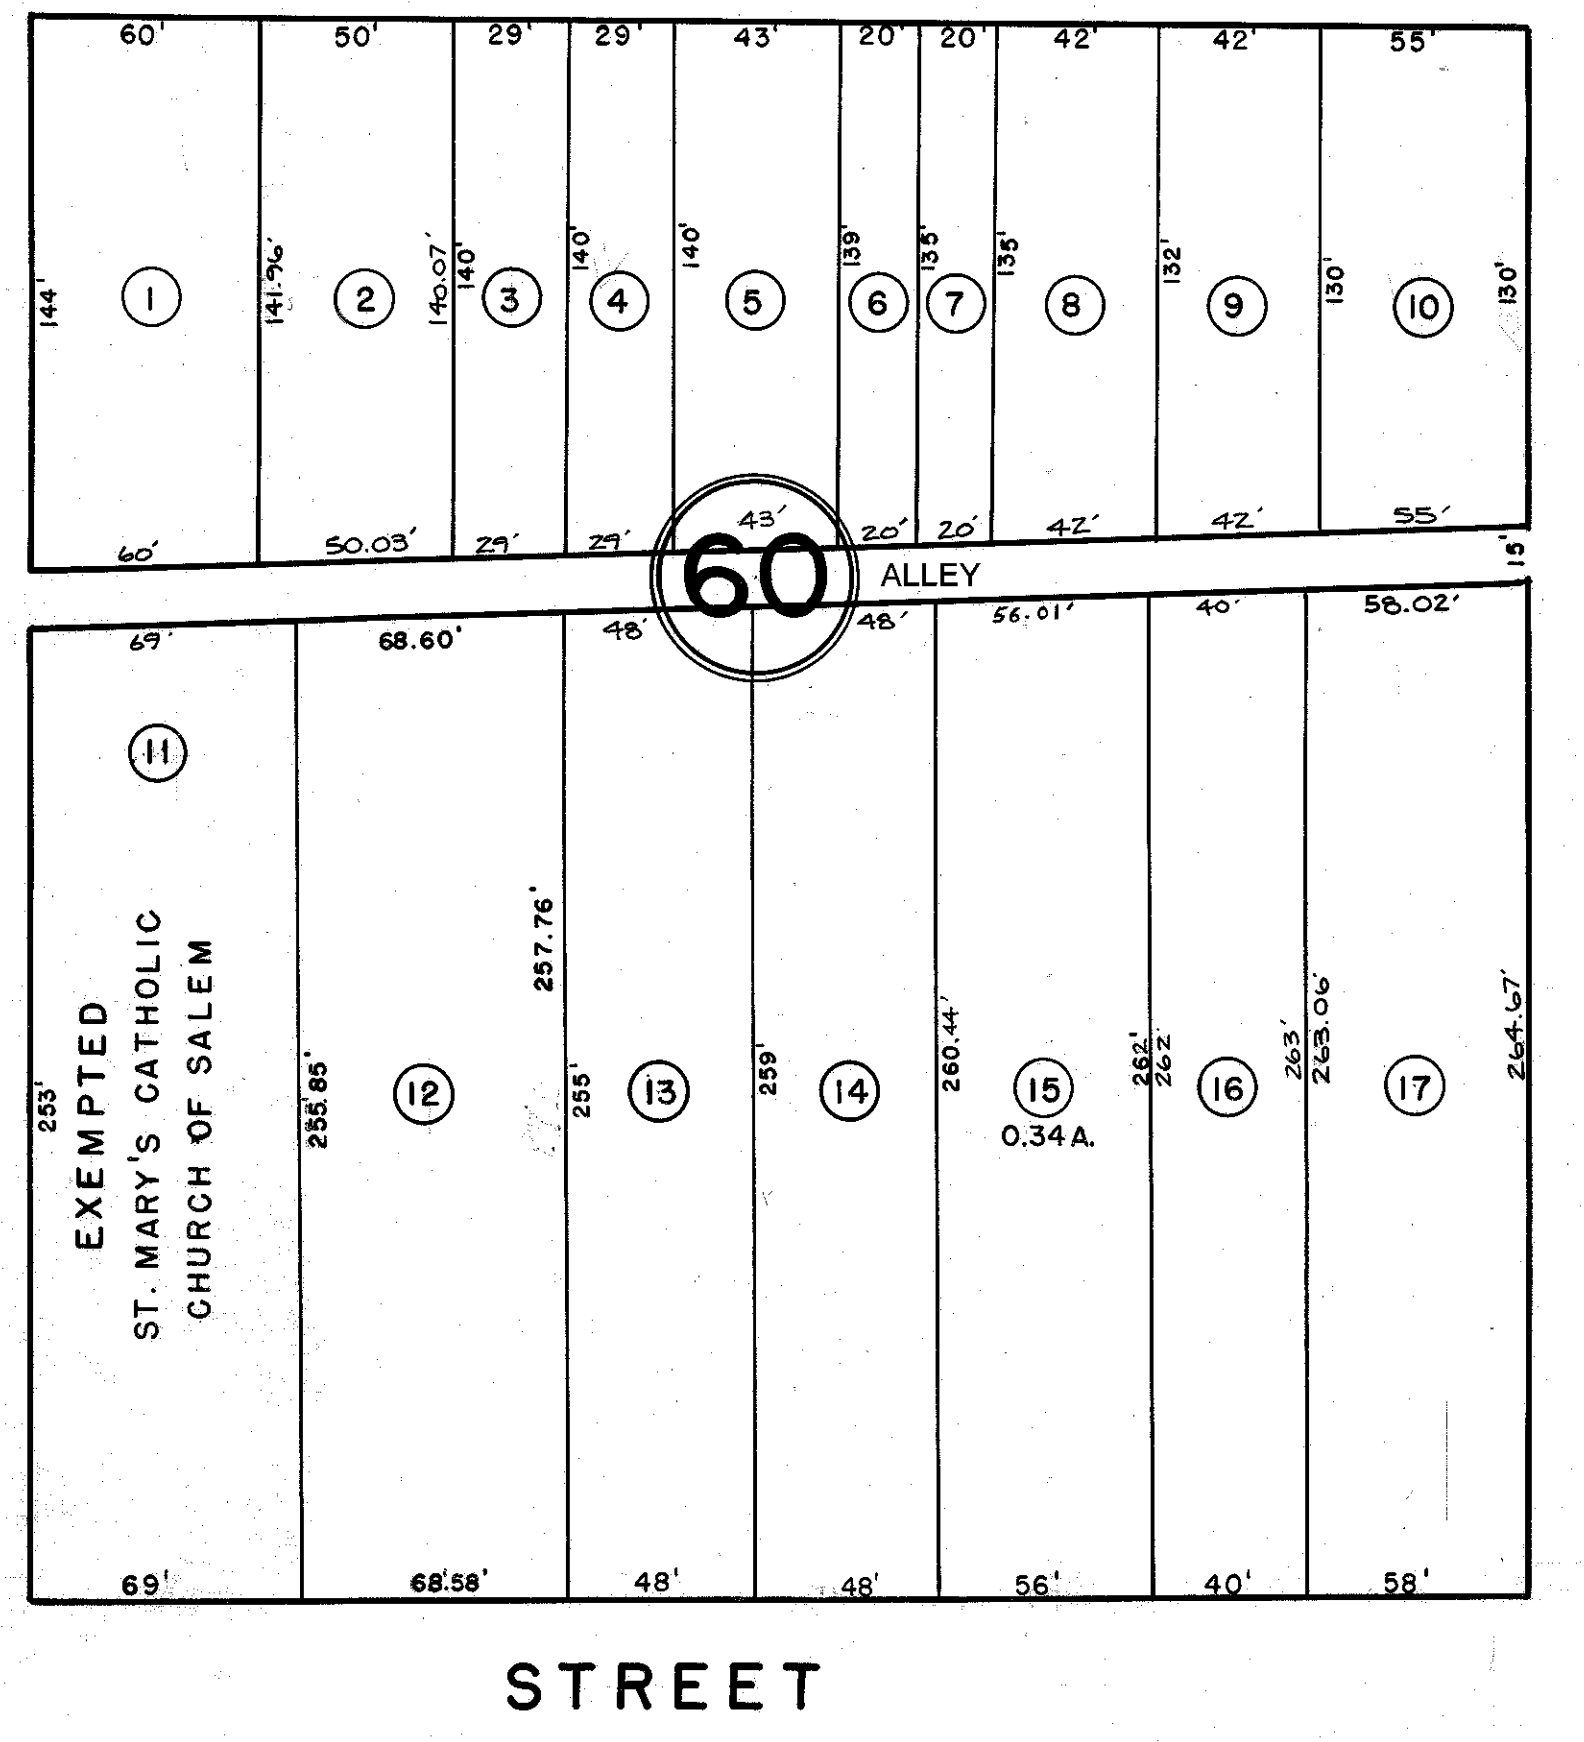 60' 50' 29' 29' 43' 20' 20' 42' 42' 55'
144' 141.96' 140.07' 140' 140' 140' 139' 135' 135' 132' 130' 130'
1 2 3 4 5 6 7 8 9 10
60' 50.03' 29' 29' 43' 20' 20' 42' 42' 55'
60 ALLEY 15'
69' 68.60' 48' 48' 56.01' 40' 58.02'
11
EXEMPTED
ST. MARY'S CATHOLIC
CHURCH OF SALEM
253' 255.85' 257.76' 255' 259' 260.44' 262' 262' 263' 263.06' 264.67'
12 13 14 15 16 17
0.34 A.
69' 68.58' 48' 48' 56' 40' 58'
STREET